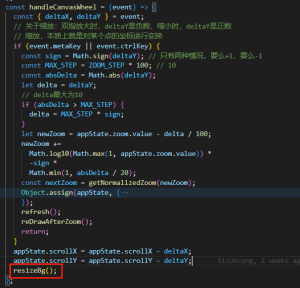 const handleCanvasWheel = (event) => {
const { deltaX, deltaY } = event;
// 关于缩放: 双指放大时, deltaY是负数, 缩小时, deltaY是正数
// 缩放, 本质上就是对某个点的坐标进行变换
if (event.metaKey || event.ctrlKey) {
const sign = Math.sign(deltaY); // 只有两种情况, 要么+1, 要么-1
const MAX_STEP = ZOOM_STEP * 100; // 10
const absDelta = Math.abs(deltaY);
let delta = deltaY;
// delta最大为10
if (absDelta > MAX_STEP) {
delta = MAX_STEP * sign;
}
let newZoom = appState.zoom.value - delta / 100;
newZoom +=
Math.log10(Math.max(1, appState.zoom.value)) *
-sign *
Math.min(1, absDelta / 20);
const nextZoom = getNormalizedZoom(newZoom);
Object.assign(appState, {…
});
refresh();
reDrawAfterZoom();
return;
}
appState.scrollX = appState.scrollX - deltaX;
appState.scrollY = appState.scrollY - deltaY; lizuncong, 2 weeks ag
resizeBg();
};